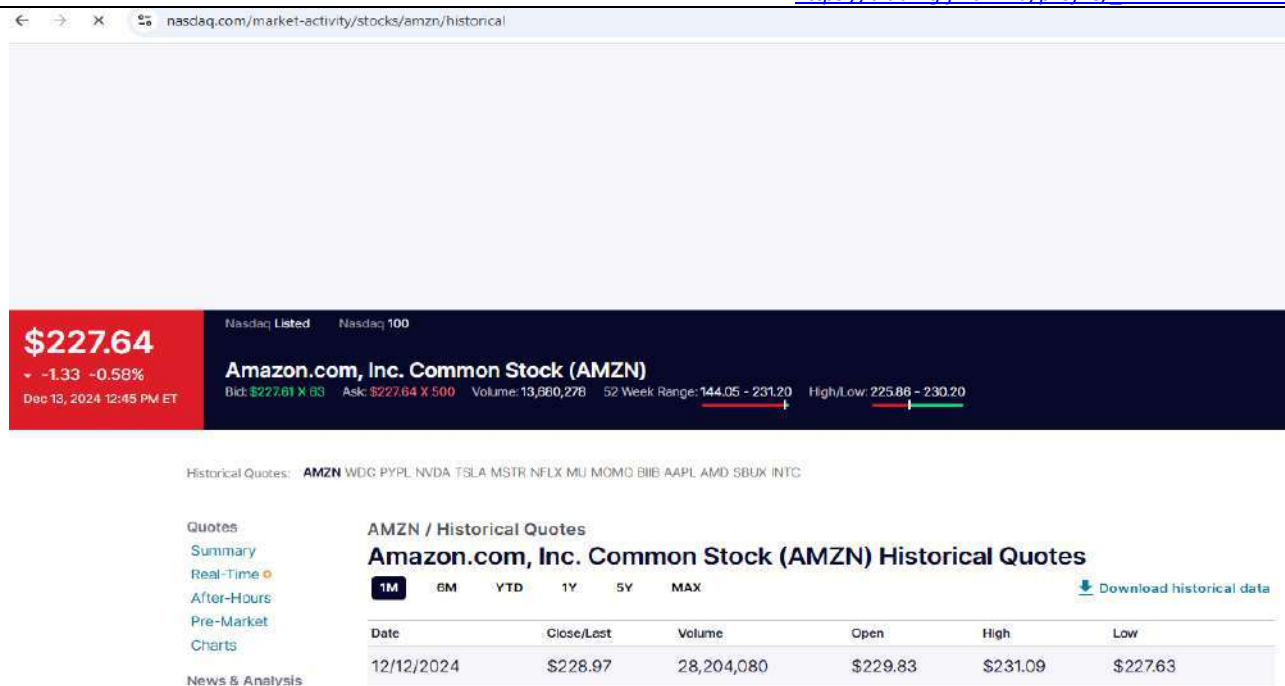 nasdaq.com/market-activity/stocks/amzn/historical
$227.64
-1.33 -0.58%
Dec 13, 2024 12:45 PM ET
Nasdaq Listed Nasdaq 100
Amazon.com, Inc. Common Stock (AMZN)
Bid: $227.61 X 63 Ask: $227.64 X 500 Volume: 13,680,278 52 Week Range: 144.05 - 231.20 High/Low: 225.86 - 230.20
Historical Quotes: AMZN WDC PYPL NVDA TSLA MSTR NFLX MU MOMO BIIB AAPL AMD SBUX INTC
Quotes
Summary
Real-Time
After-Hours
Pre-Market
Charts
News & Analysis
AMZN / Historical Quotes
Amazon.com, Inc. Common Stock (AMZN) Historical Quotes
1M 6M YTD 1Y 5Y MAX
Download historical data
Date Close/Last Volume Open High Low
12/12/2024 $228.97 28,204,080 $229.83 $231.09 $227.63